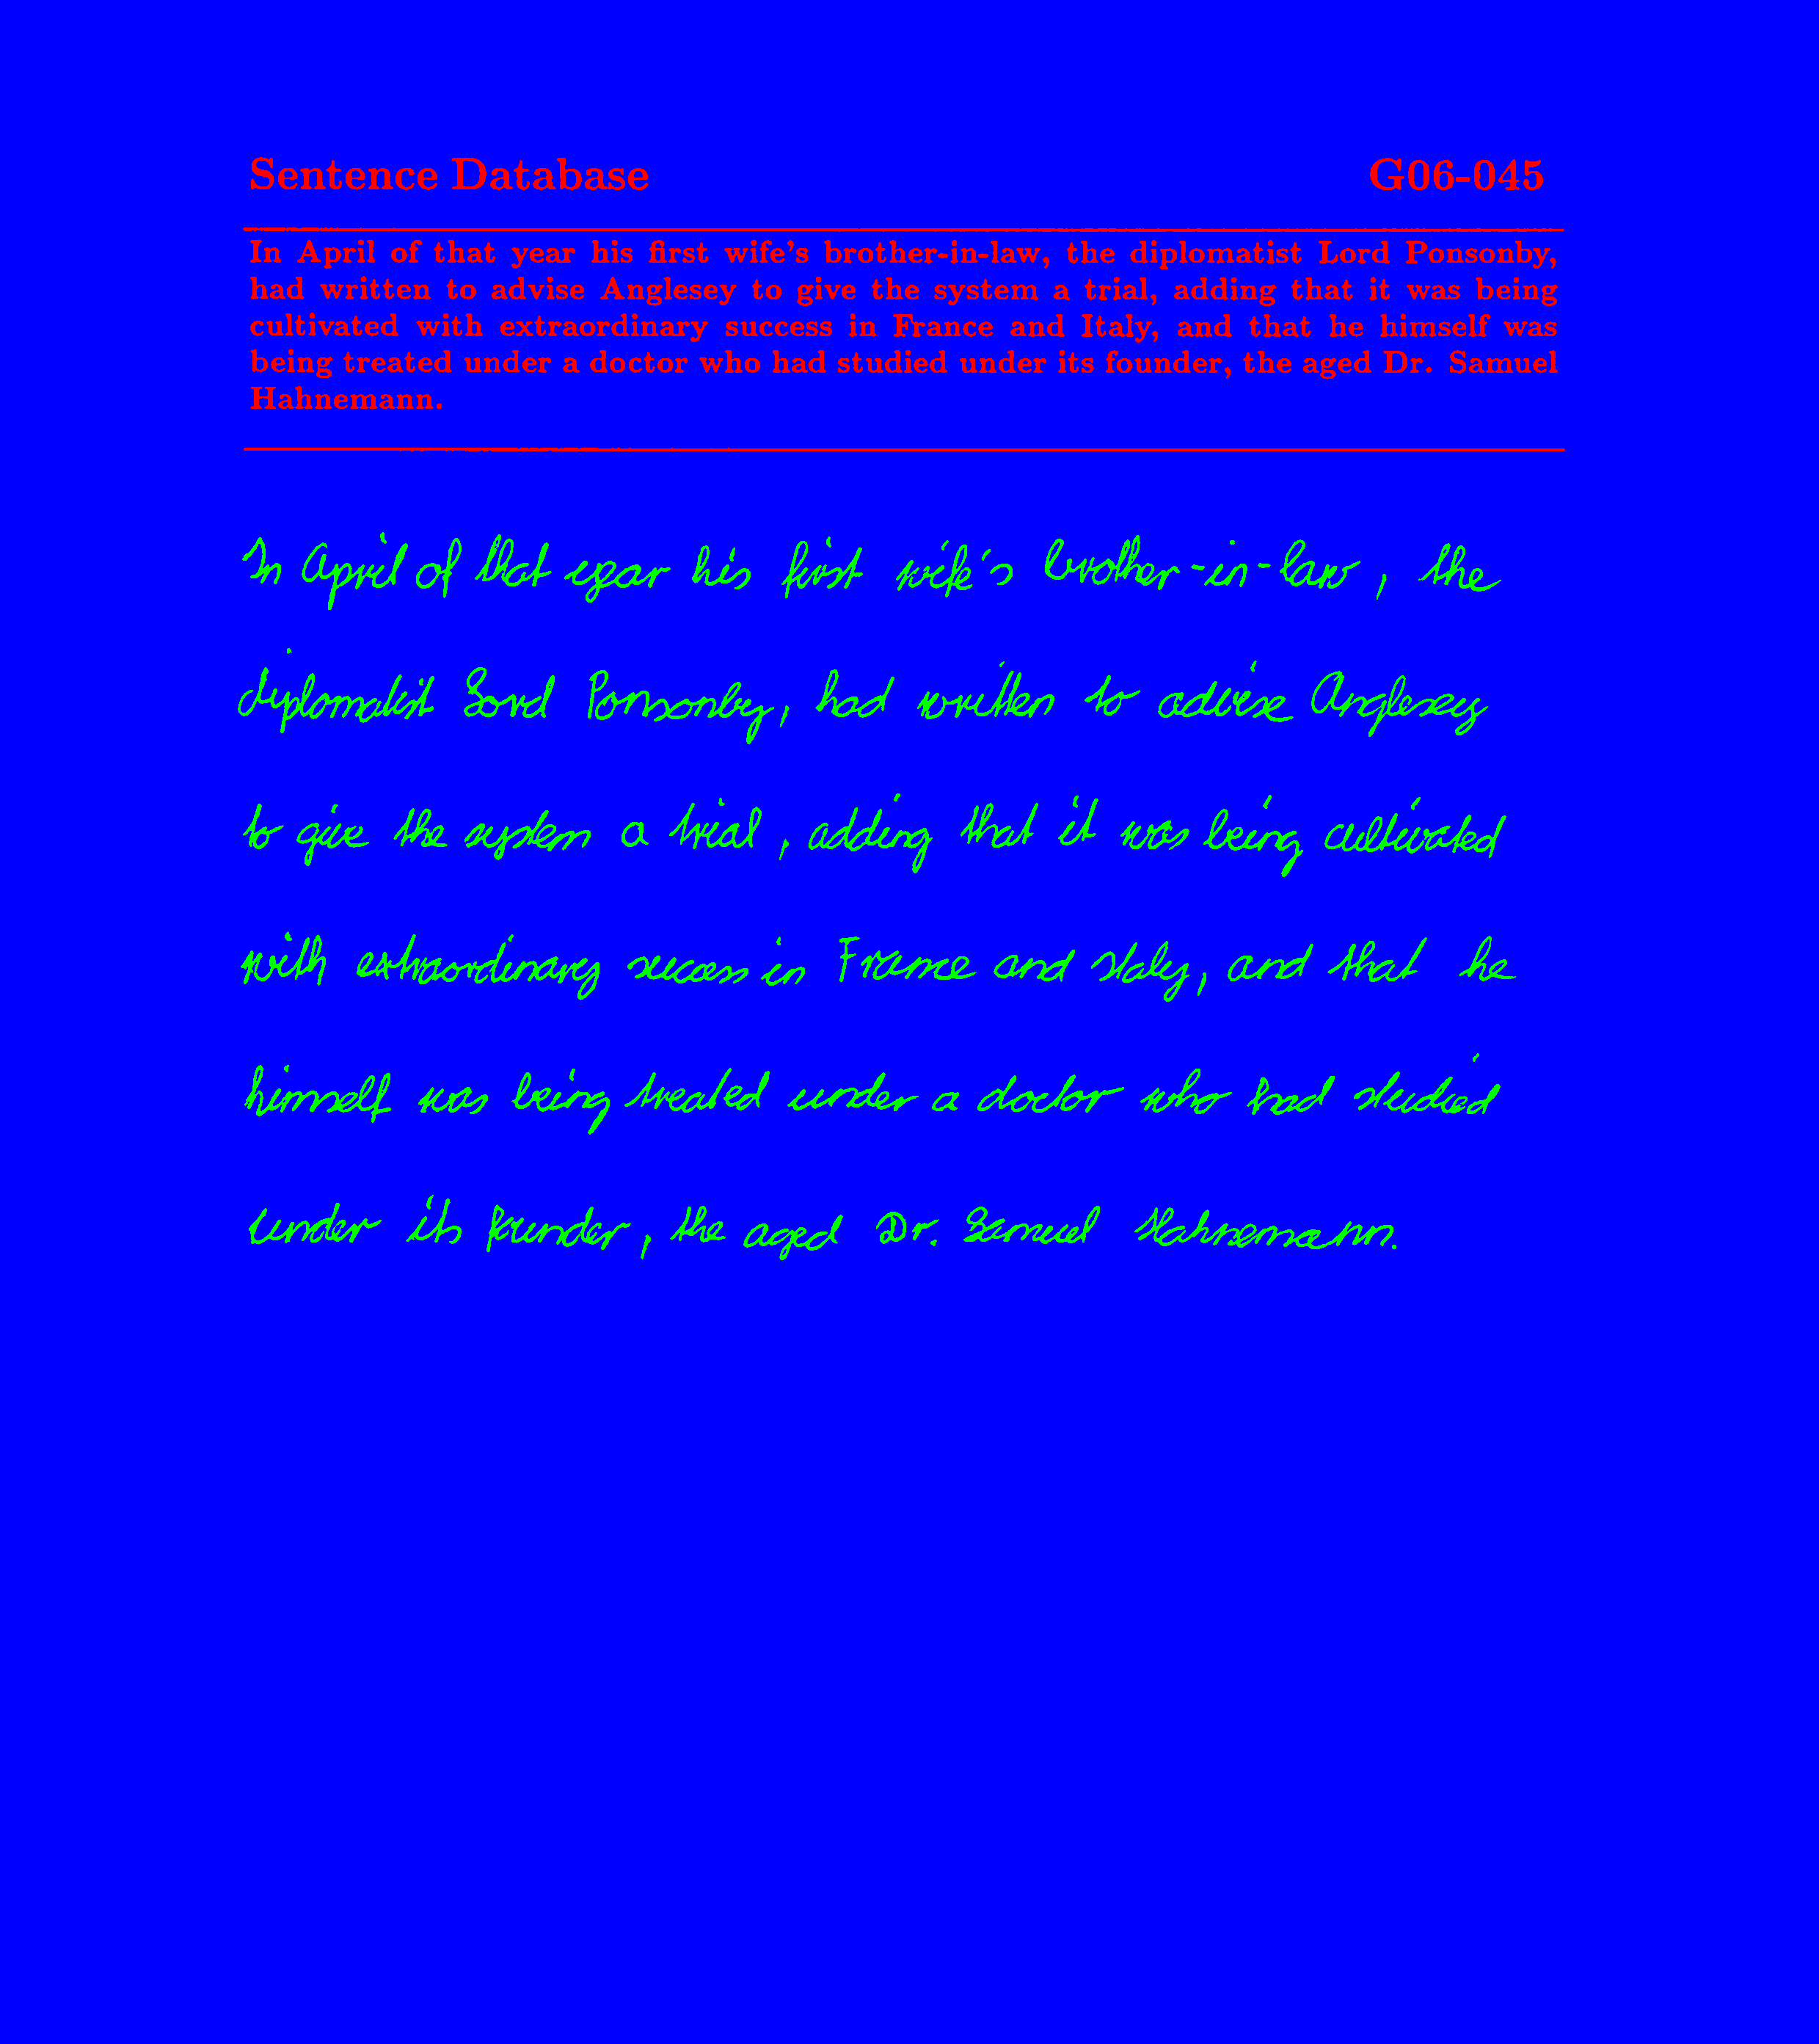 Sentence Database G06-045
In April of that year his first wife's brother-in-law, the diplomatist Lord Ponsonby,
had written to advise Anglesey to give the system a trial, adding that it was being
cultivated with extraordinary success in France and Italy, and that he himself was
being treated under a doctor who had studied under its founder, the aged Dr. Samuel
Hahnemann.
In April of that year his first wife's brother-in-law, the
diplomatist Lord Ponsonby, had written to advise Anglesey
to give the system a trial, adding that it was being cultivated
with extraordinary success in France and Italy, and that he
himself was being treated under a doctor who had studied
under its founder, the aged Dr. Samuel Hahnemann.